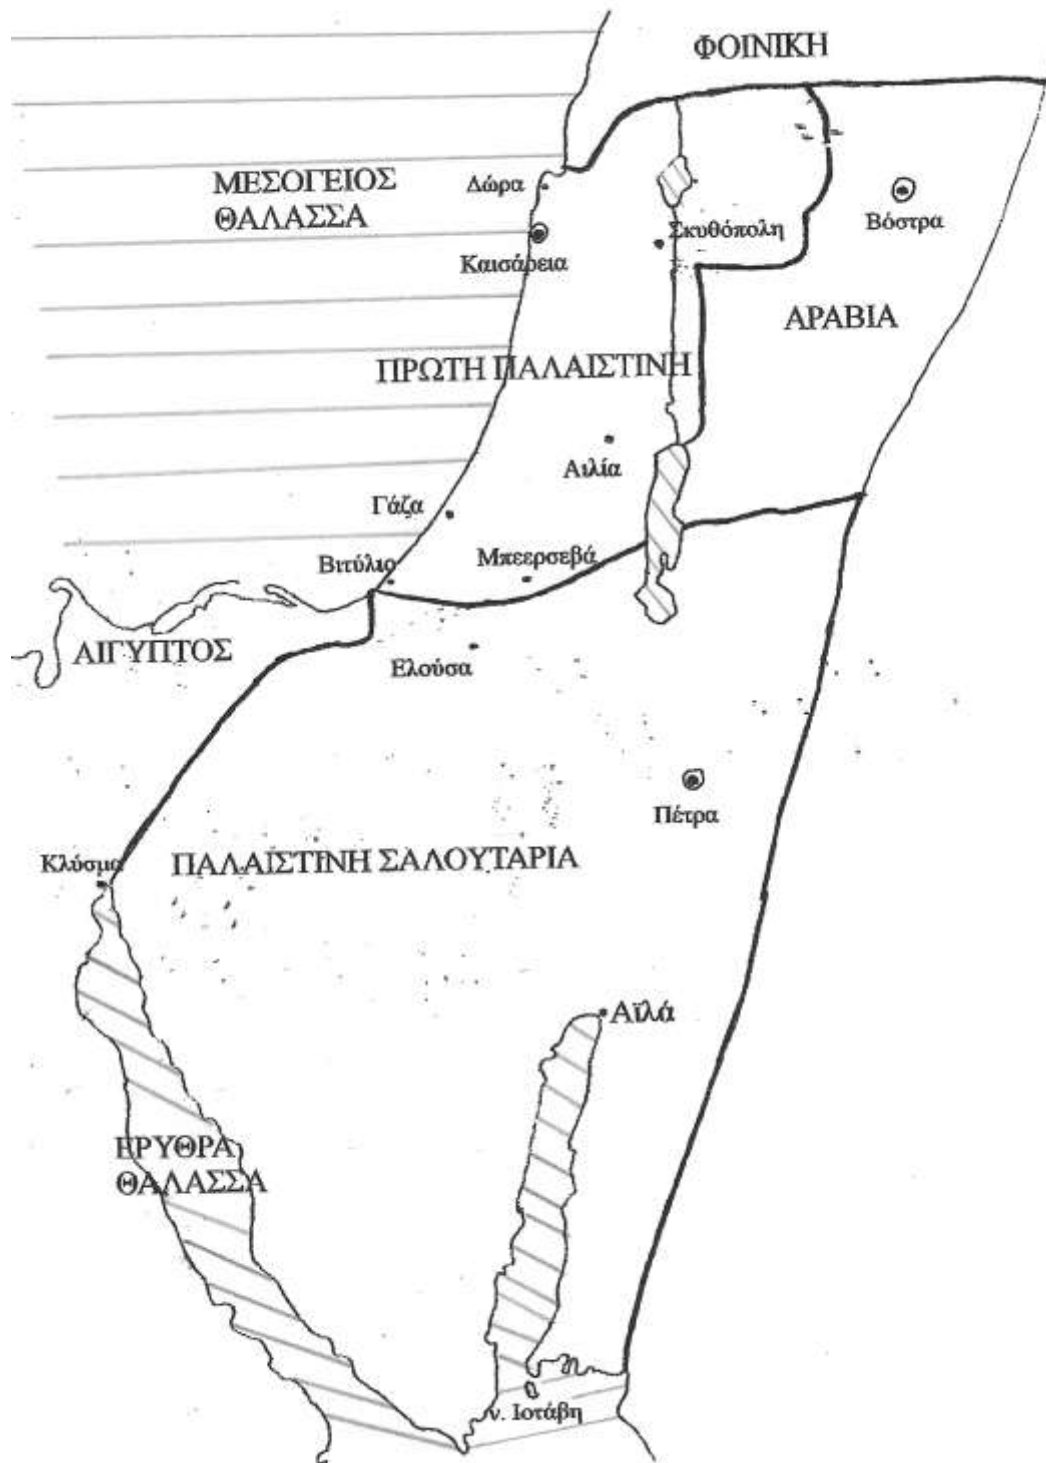 ΦΟΙΝΙΚΗ
ΜΕΣΟΓΕΙΟΣ
ΘΑΛΑΣΣΑ
Δώρα
Βόστρα
Σκυθόπολη
Καισάρεια
ΑΡΑΒΙΑ
ΠΡΩΤΗ ΠΑΛΑΙΣΤΙΝΗ
Αιλία
Γάζα
Βιτύλιο
Μπεερσεβά
ΑΙΓΥΠΤΟΣ
Ελούσα
Πέτρα
Κλύσμα
ΠΑΛΑΙΣΤΙΝΗ ΣΑΛΟΥΤΑΡΙΑ
Αϊλά
ΕΡΥΘΡΑ
ΘΑΛΑΣΣΑ
ν. Ιοτάβη